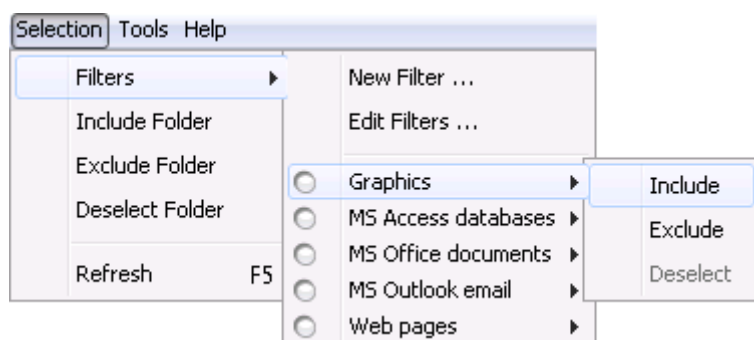 Selection Tools Help
Filters
Include Folder
Exclude Folder
Deselect Folder
Refresh F5
New Filter ...
Edit Filters ...
Graphics
MS Access databases
MS Office documents
MS Outlook email
Web pages
Include
Exclude
Deselect